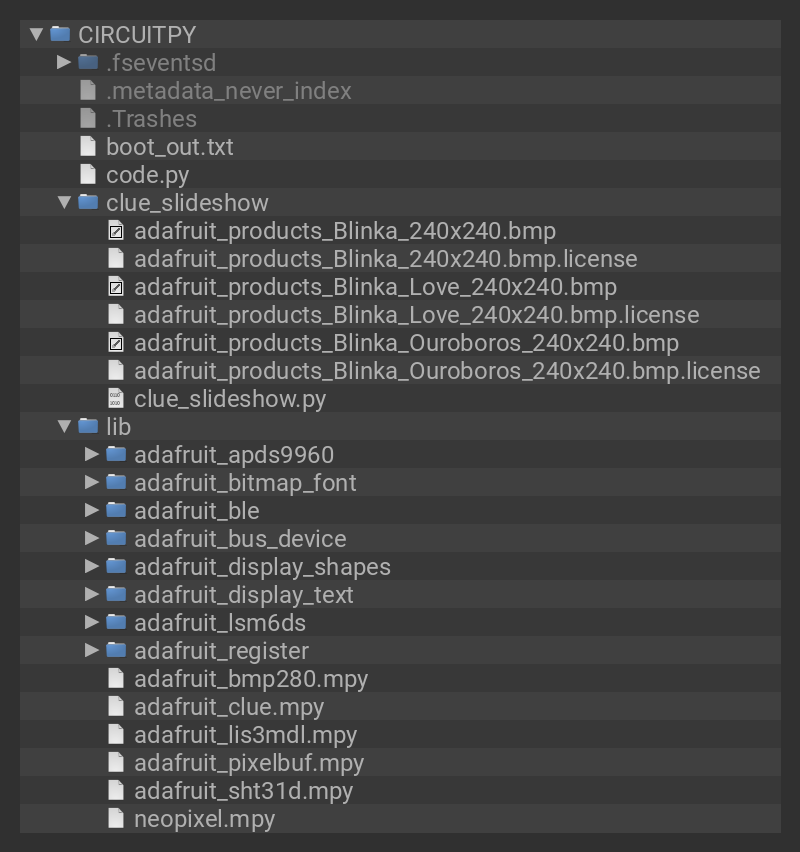 CIRCUITPY
.fseventsd
.metadata_never_index
.Trashes
boot_out.txt
code.py
clue_slideshow
adafruit_products_Blinka_240x240.bmp
adafruit_products_Blinka_240x240.bmp.license
adafruit_products_Blinka_Love_240x240.bmp
adafruit_products_Blinka_Love_240x240.bmp.license
adafruit_products_Blinka_Ouroboros_240x240.bmp
adafruit_products_Blinka_Ouroboros_240x240.bmp.license
clue_slideshow.py
lib
adafruit_apds9960
adafruit_bitmap_font
adafruit_ble
adafruit_bus_device
adafruit_display_shapes
adafruit_display_text
adafruit_lsm6ds
adafruit_register
adafruit_bmp280.mpy
adafruit_clue.mpy
adafruit_lis3mdl.mpy
adafruit_pixelbuf.mpy
adafruit_sht31d.mpy
neopixel.mpy